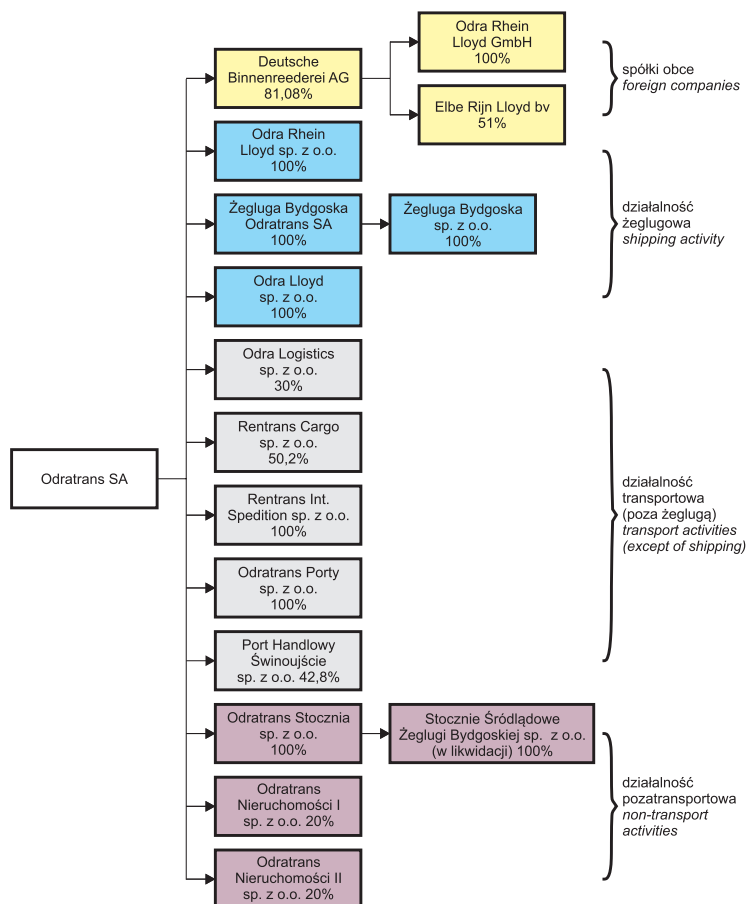 Odratrans SA
Deutsche
Binnenreederei AG
81,08%
Odra Rhein
Lloyd GmbH
100%
Elbe Rijn Lloyd bv
51%
spółki obce
foreign companies
Odra Rhein
Lloyd sp. z o.o.
100%
Żegluga Bydgoska
Odratrans SA
100%
Żegluga Bydgoska
sp. z o.o.
100%
Odra Lloyd
sp. z o.o.
100%
działalność
żeglugowa
shipping activity
Odra Logistics
sp. z o.o.
30%
Rentrans Cargo
sp. z o.o.
50,2%
Rentrans Int.
Spedition sp. z o.o.
100%
Odratrans Porty
sp. z o.o.
100%
Port Handlowy
Świnoujście
sp. z o.o. 42,8%
działalność
transportowa
(poza żeglugą)
transport activities
(except of shipping)
Odratrans Stocznia
sp. z o.o.
100%
Stocznie Śródlądowe
Żeglugi Bydgoskiej sp. z o.o.
(w likwidacji) 100%
Odratrans
Nieruchomości I
sp. z o.o. 20%
Odratrans
Nieruchomości II
sp. z o.o. 20%
działalność
pozatransportowa
non-transport
activities